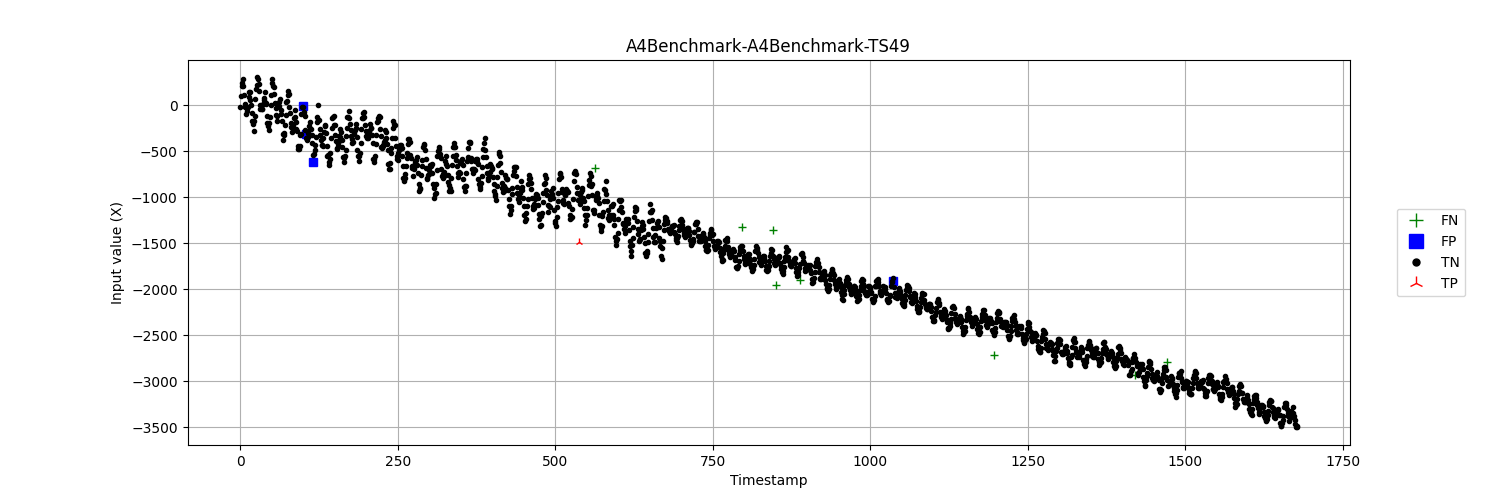 A4Benchmark-A4Benchmark-TS49
0
−500
−1000
−1500
−2000
−2500
−3000
−3500
Input value (X)
0 250 500 750 1000 1250 1500 1750
Timestamp
FN
FP
TN
TP